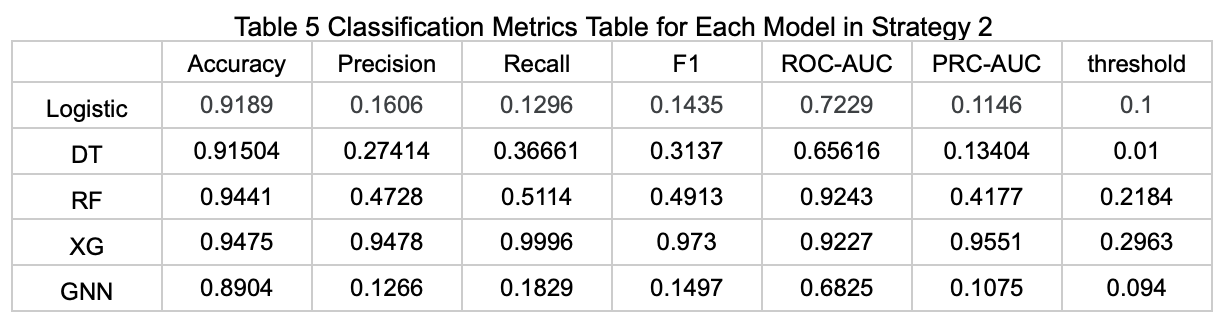 Table 5 Classification Metrics Table for Each Model in Strategy 2
Accuracy Precision Recall F1 ROC-AUC PRC-AUC threshold
Logistic 0.9189 0.1606 0.1296 0.1435 0.7229 0.1146 0.1
DT 0.91504 0.27414 0.36661 0.3137 0.65616 0.13404 0.01
RF 0.9441 0.4728 0.5114 0.4913 0.9243 0.4177 0.2184
XG 0.9475 0.9478 0.9996 0.973 0.9227 0.9551 0.2963
GNN 0.8904 0.1266 0.1829 0.1497 0.6825 0.1075 0.094